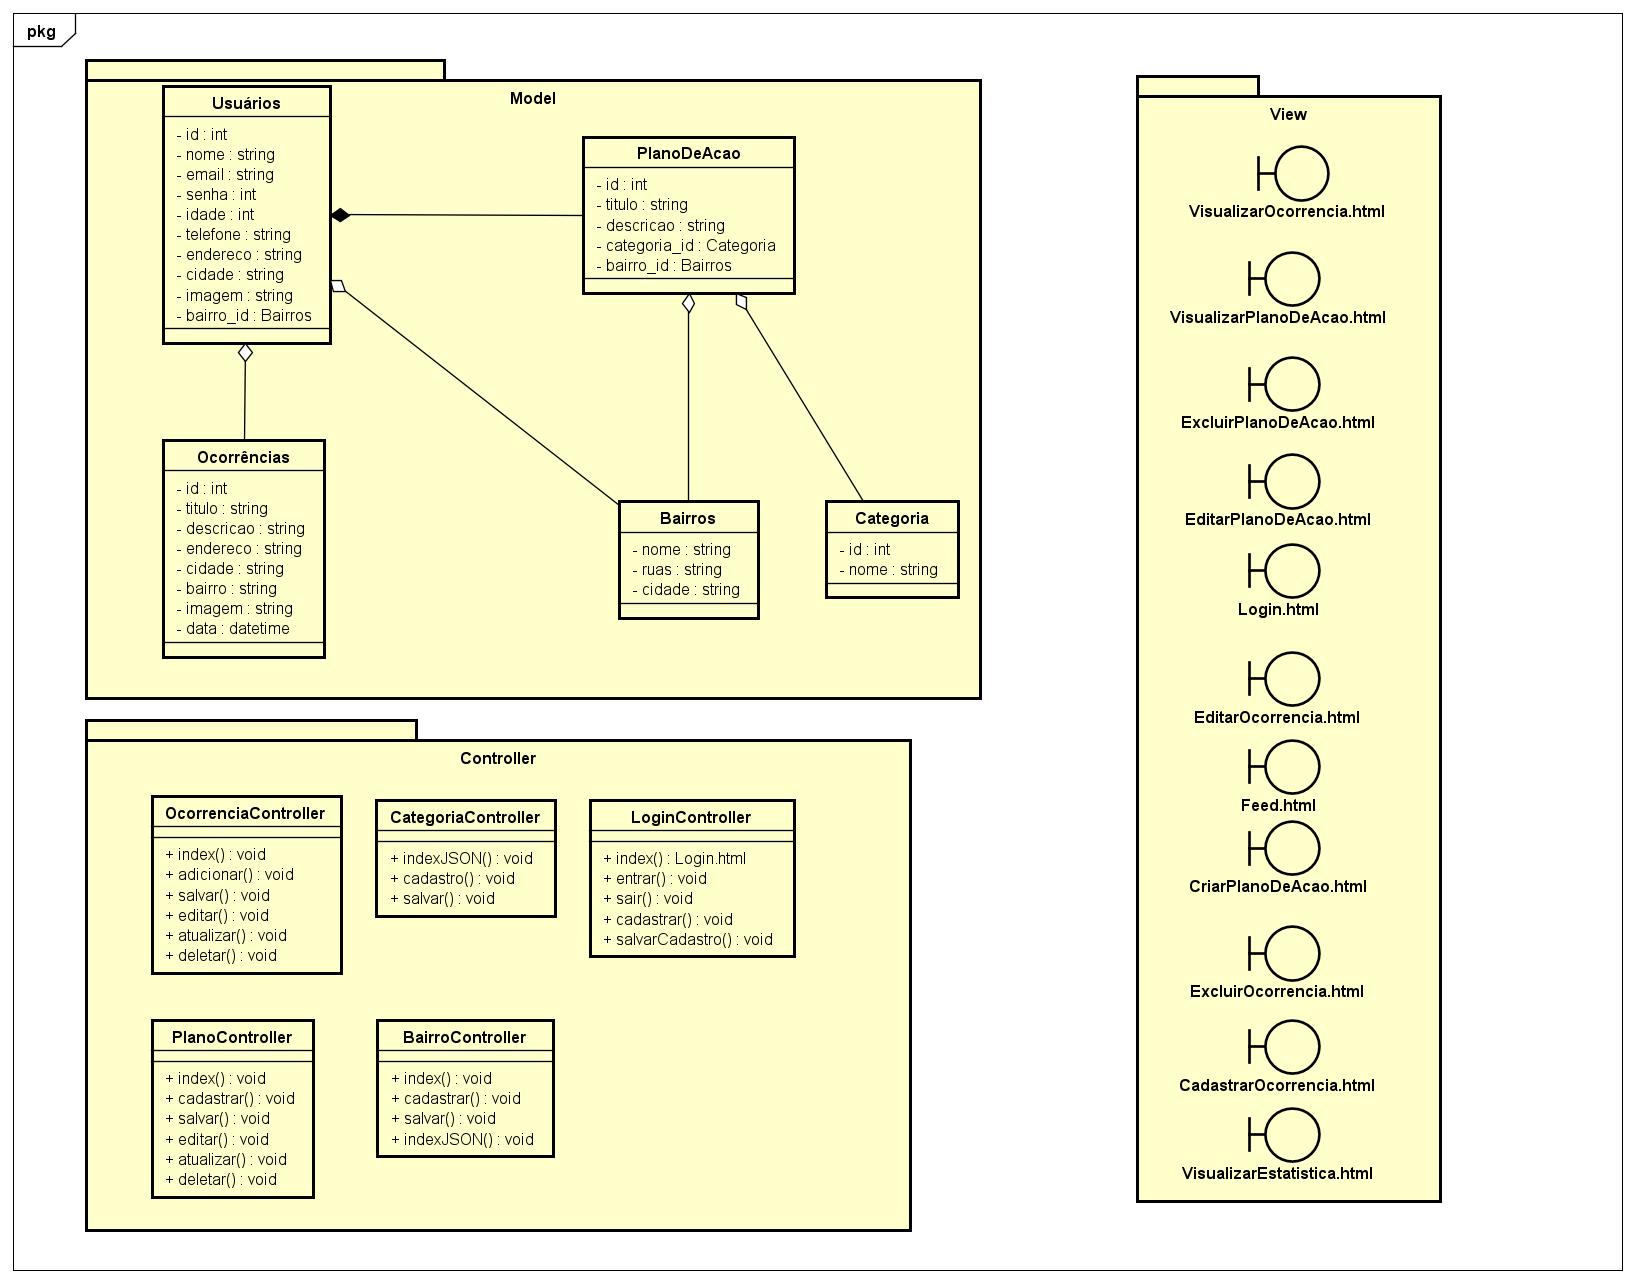 pkg
Model
Usuários
- id : int
- nome : string
- email : string
- senha : int
- idade : int
- telefone : string
- endereco : string
- cidade : string
- imagem : string
- bairro_id : Bairros
PlanoDeAcao
- id : int
- titulo : string
- descricao : string
- categoria_id : Categoria
- bairro_id : Bairros
Ocorrências
- id : int
- titulo : string
- descricao : string
- endereco : string
- cidade : string
- bairro : string
- imagem : string
- data : datetime
Bairros
- nome : string
- ruas : string
- cidade : string
Categoria
- id : int
- nome : string
Controller
OcorrenciaController
+ index() : void
+ adicionar() : void
+ salvar() : void
+ editar() : void
+ atualizar() : void
+ deletar() : void
CategoriaController
+ indexJSON() : void
+ cadastro() : void
+ salvar() : void
LoginController
+ index() : Login.html
+ entrar() : void
+ sair() : void
+ cadastrar() : void
+ salvarCadastro() : void
PlanoController
+ index() : void
+ cadastrar() : void
+ salvar() : void
+ editar() : void
+ atualizar() : void
+ deletar() : void
BairroController
+ index() : void
+ cadastrar() : void
+ salvar() : void
+ indexJSON() : void
View
VisualizarOcorrencia.html
VisualizarPlanoDeAcao.html
ExcluirPlanoDeAcao.html
EditarPlanoDeAcao.html
Login.html
EditarOcorrencia.html
Feed.html
CriarPlanoDeAcao.html
ExcluirOcorrencia.html
CadastrarOcorrencia.html
VisualizarEstatistica.html